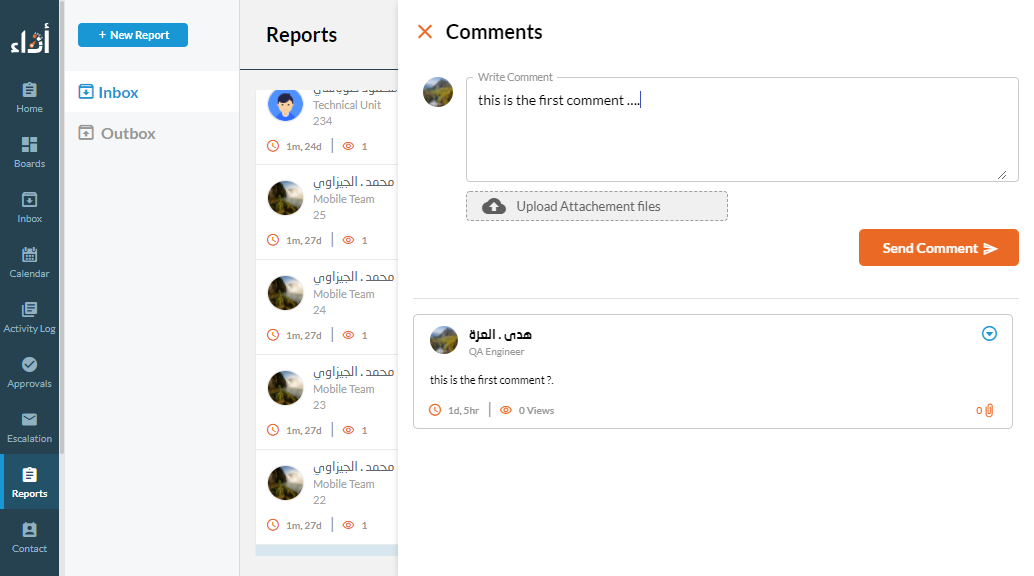 أداء
Home
Boards
Inbox
Calendar
Activity Log
Approvals
Escalation
Reports
Contact
+ New Report
Inbox
Outbox
Reports
Technical Unit
234
1m, 24d
1
محمد . الجيزاوي
Mobile Team
25
1m, 27d
1
محمد . الجيزاوي
Mobile Team
24
1m, 27d
1
محمد . الجيزاوي
Mobile Team
23
1m, 27d
1
محمد . الجيزاوي
Mobile Team
22
1m, 27d
1
Comments
Write Comment
this is the first comment ....
Upload Attachement files
Send Comment
هدى . العزة
QA Engineer
this is the first comment ?.
1d, 5hr
0 Views
0